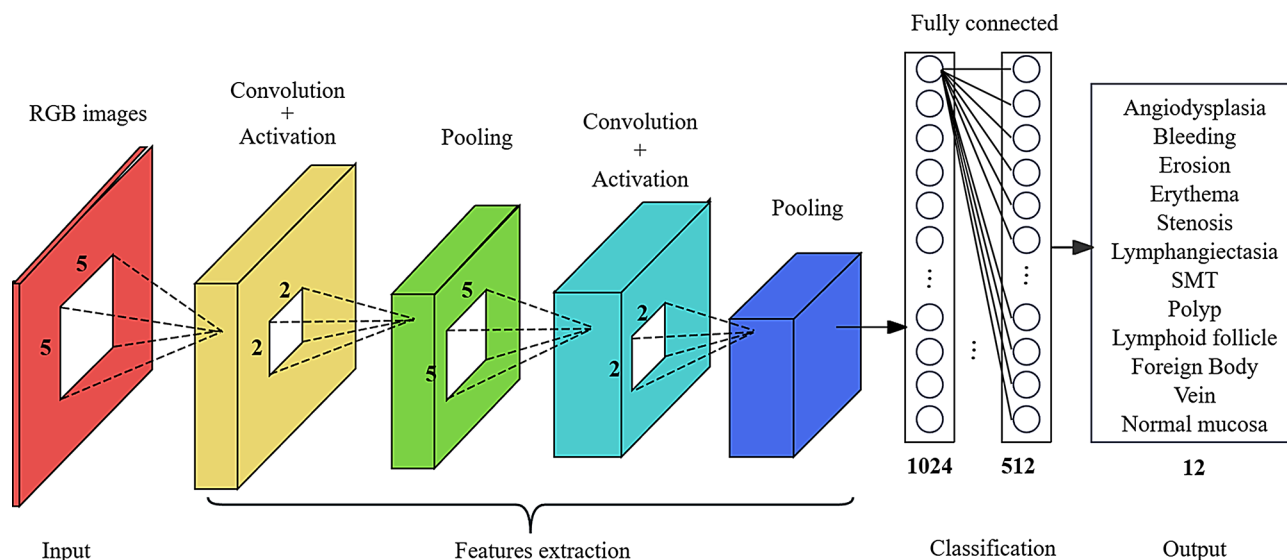 Fully connected
RGB images
Convolution
+
Activation
Pooling
Convolution
+
Activation
Pooling
5
5
2
2
5
5
2
2
...
...
...
Angiodysplasia
Bleeding
Erosion
Erythema
Stenosis
Lymphangiectasia
SMT
Polyp
Lymphoid follicle
Foreign Body
Vein
Normal mucosa
1024
512
12
Input
Features extraction
Classification
Output